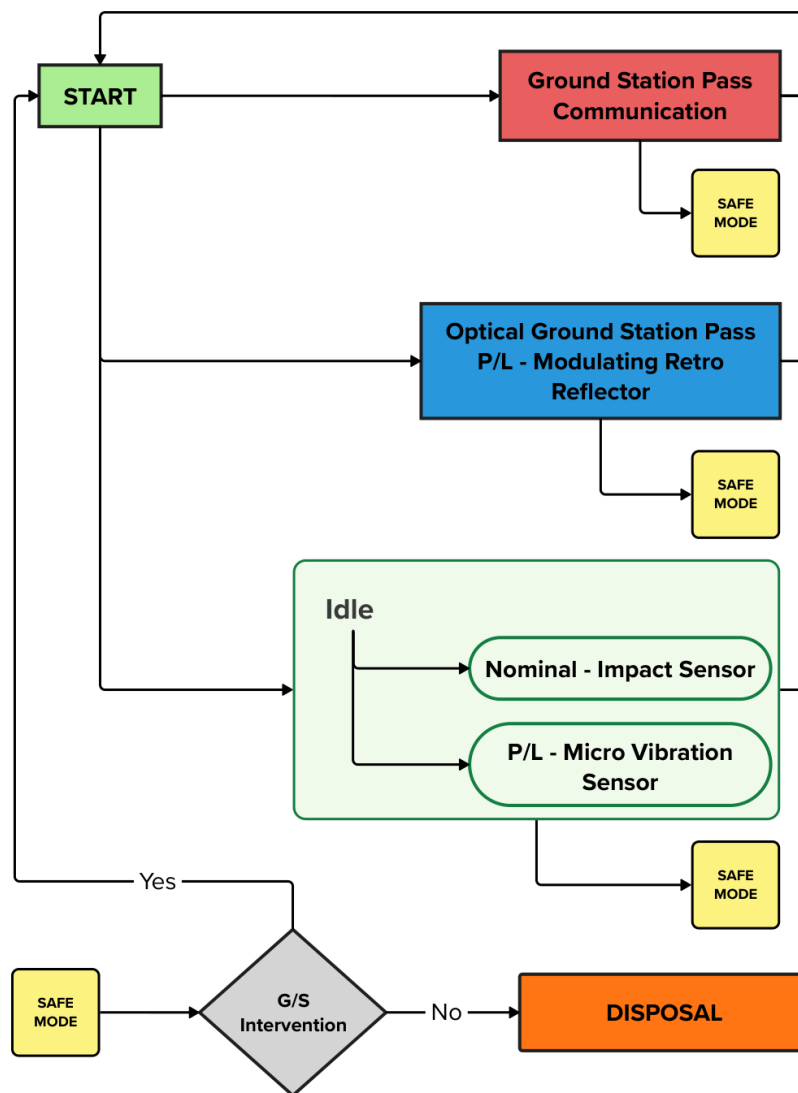 START
Ground Station Pass
Communication
SAFE
MODE
Optical Ground Station Pass
P/L - Modulating Retro
Reflector
SAFE
MODE
Idle
Nominal - Impact Sensor
P/L - Micro Vibration
Sensor
SAFE
MODE
Yes
SAFE
MODE
G/S
Intervention
No
DISPOSAL